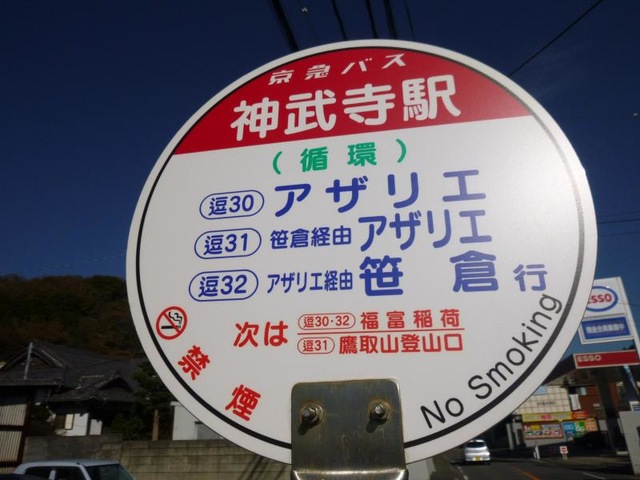 京急バス
神武寺駅
(循環)
逗30 アザリエ
逗31 笹倉経由アザリエ
逗32 アザリエ経由 笹倉行
次は 逗30・32 福富稲荷
逗31 鷹取山登山口
禁煙
No Smoking
ESSO
ESSO